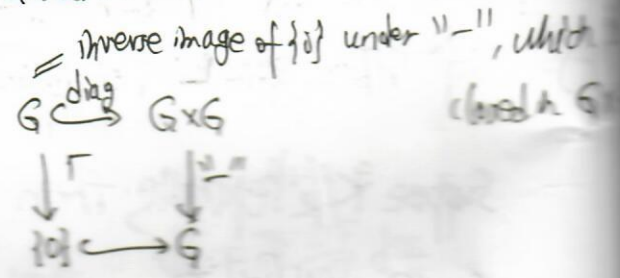 = inverse image of {0} under "-", which
diag
G ↪ G×G closed in G
↓ ⌜ ↓ "-"
{0} ↪ G